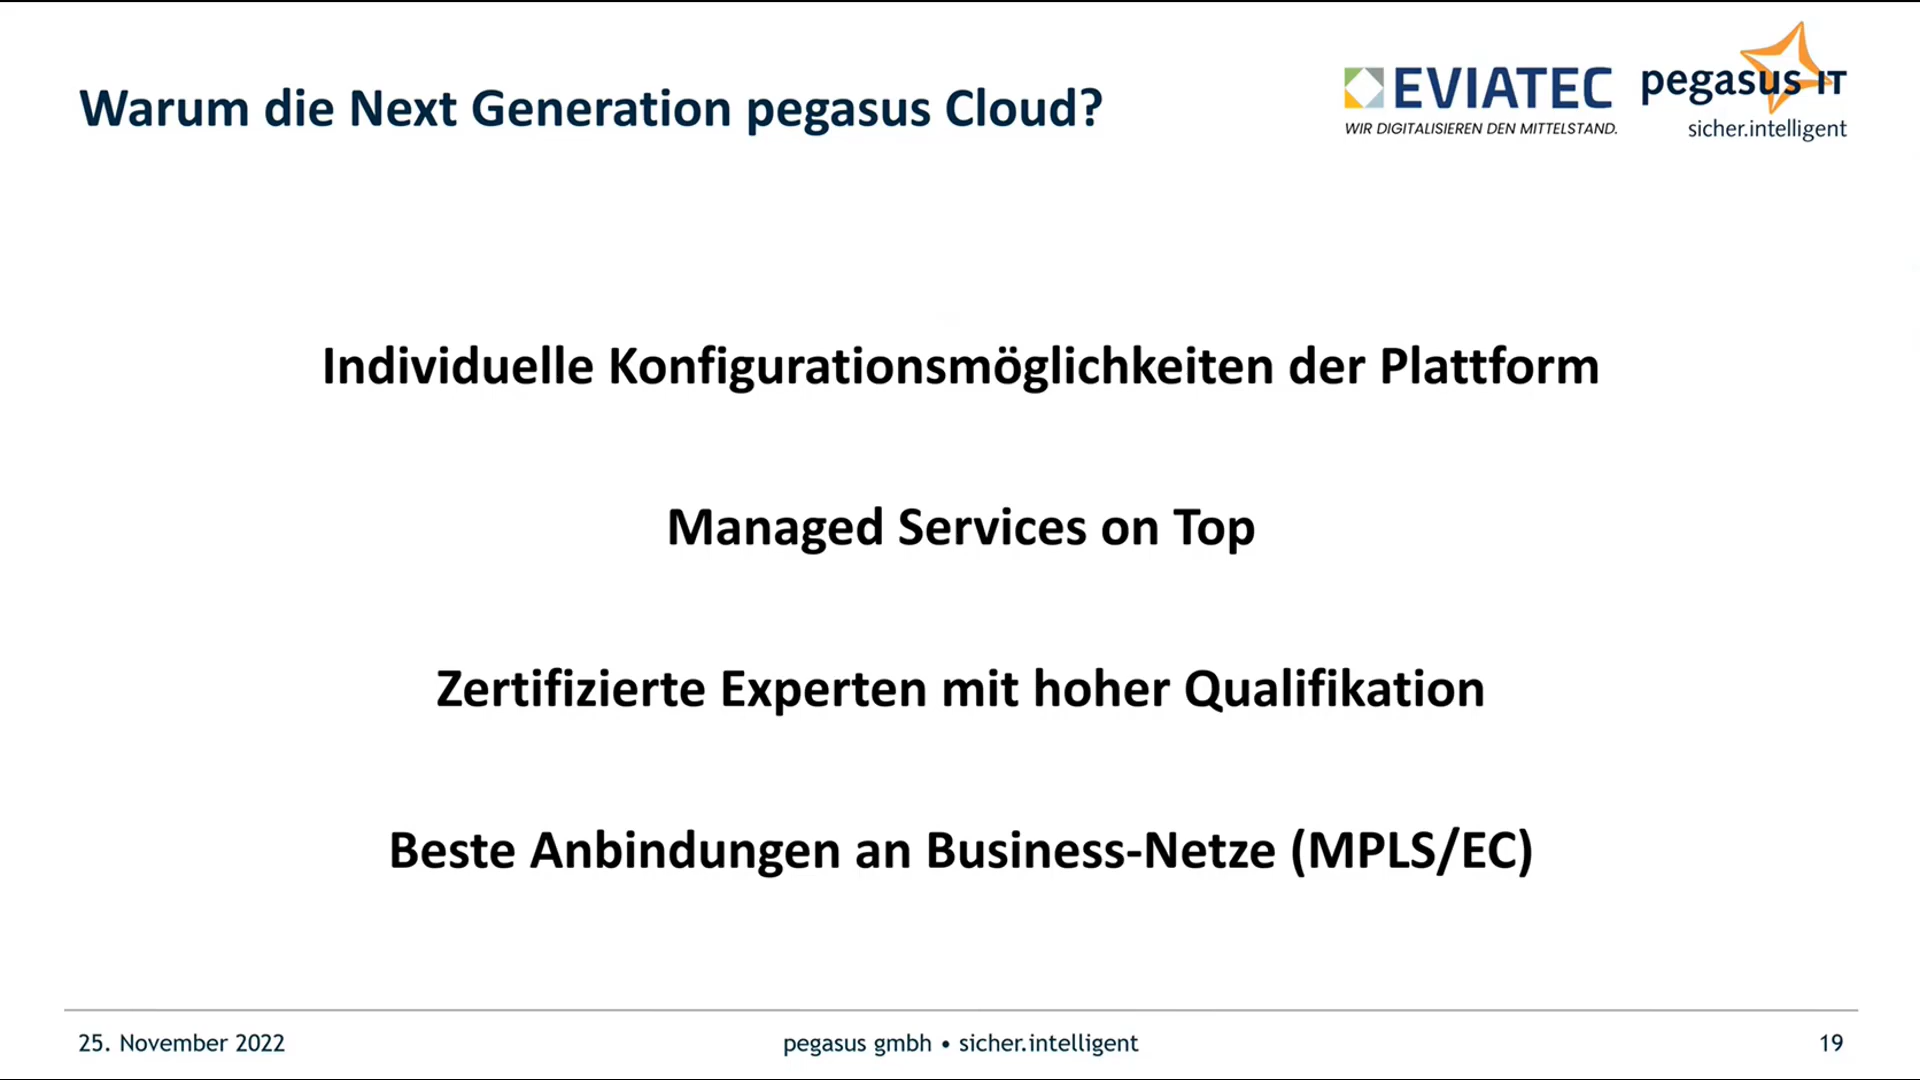 Warum die Next Generation pegasus Cloud?
EVIATEC
WIR DIGITALISIEREN DEN MITTELSTAND.
pegasus IT
sicher.intelligent
Individuelle Konfigurationsmöglichkeiten der Plattform
Managed Services on Top
Zertifizierte Experten mit hoher Qualifikation
Beste Anbindungen an Business-Netze (MPLS/EC)
25. November 2022
pegasus gmbh • sicher.intelligent
19